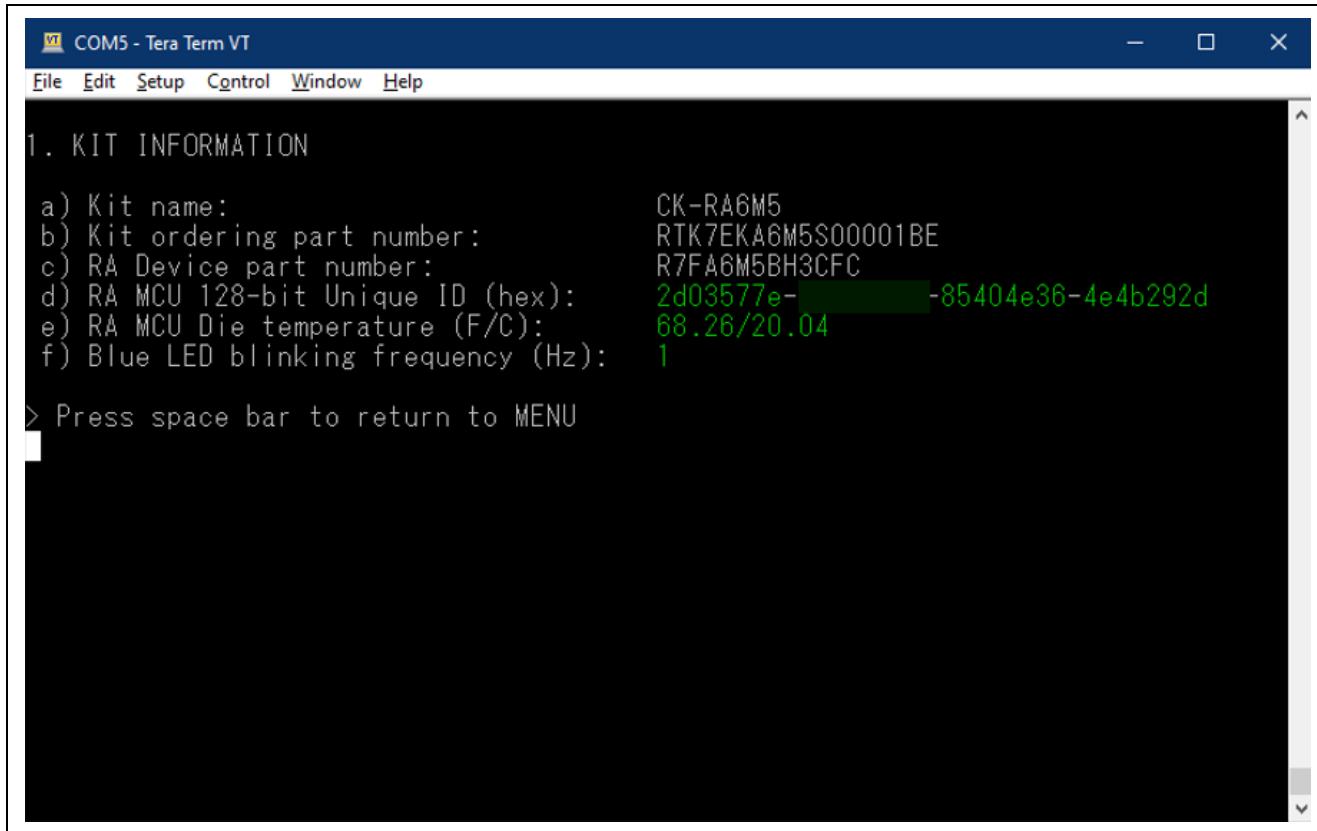 COM5 - Tera Term VT
File Edit Setup Control Window Help
1. KIT INFORMATION
a) Kit name: CK-RA6M5
b) Kit ordering part number: RTK7EKA6M5S00001BE
c) RA Device part number: R7FA6M5BH3CFC
d) RA MCU 128-bit Unique ID (hex): 2d03577e- -85404e36-4e4b292d
e) RA MCU Die temperature (F/C): 68.26/20.04
f) Blue LED blinking frequency (Hz): 1
> Press space bar to return to MENU